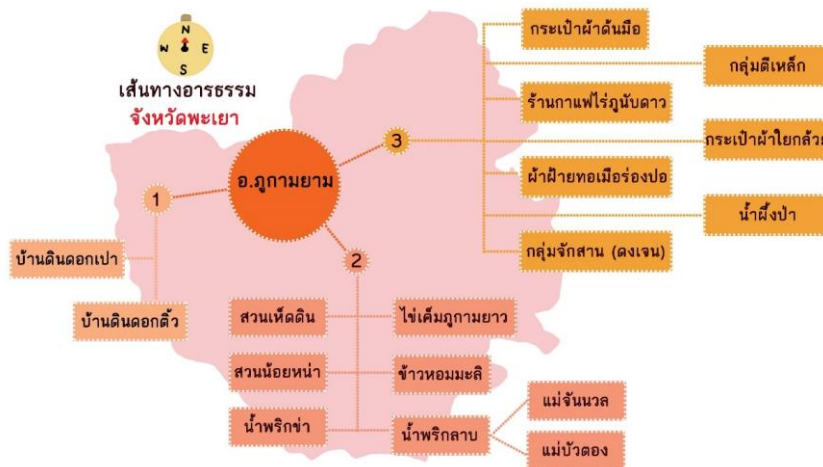 N
W E
S
เส้นทางอารธรรม
จังหวัดพะเยา
อ.ภูกามยาม
1
บ้านดินดอกเปา
บ้านดินดอกติ้ว
2
สวนเห็ดดิน
ไข่เค็มภูกามยาว
สวนน้อยหน่า
ข้าวหอมมะลิ
น้ำพริกข่า
น้ำพริกลาบ
แม่จันนวล
แม่บัวตอง
3
กระเป๋าผ้าด้นมือ
กลุ่มตีเหล็ก
ร้านกาแฟไร่ภูนับดาว
กระเป๋าผ้าใยกล้วย
ผ้าฝ้ายทอเมือร่องปอ
น้ำผึ้งป่า
กลุ่มจักสาน (ดงเจน)